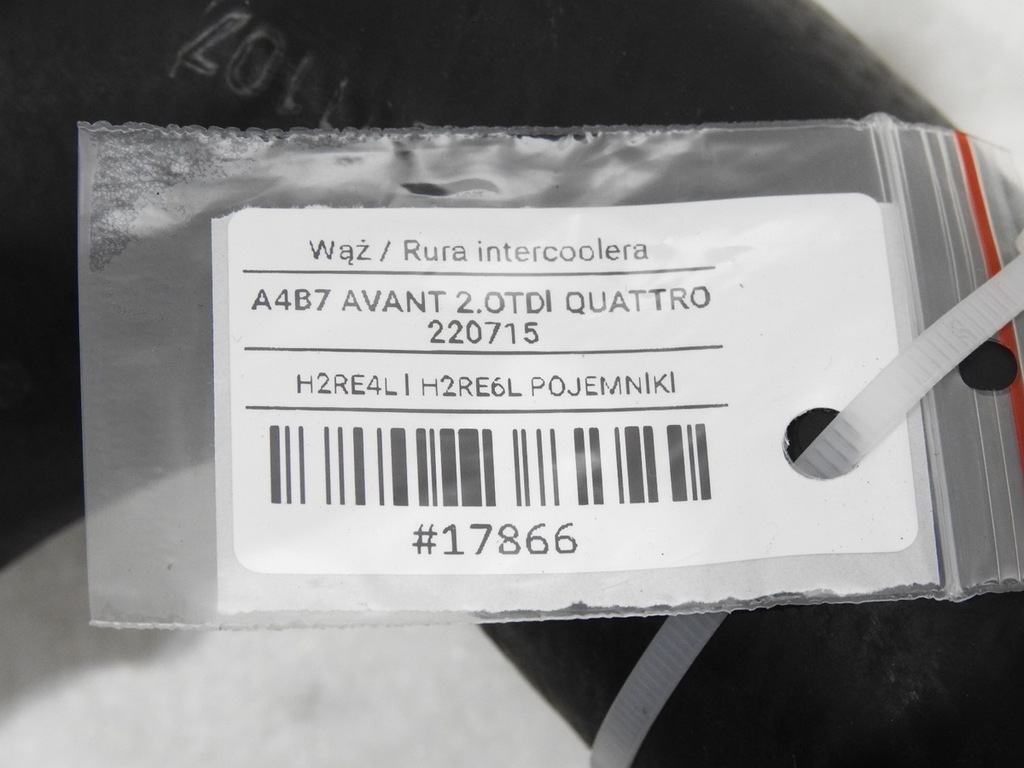 Wąż / Rura intercoolera
A4B7 AVANT 2.0TDI QUATTRO
220715
H2RE4L I H2RE6L POJEMNIKI
#17866